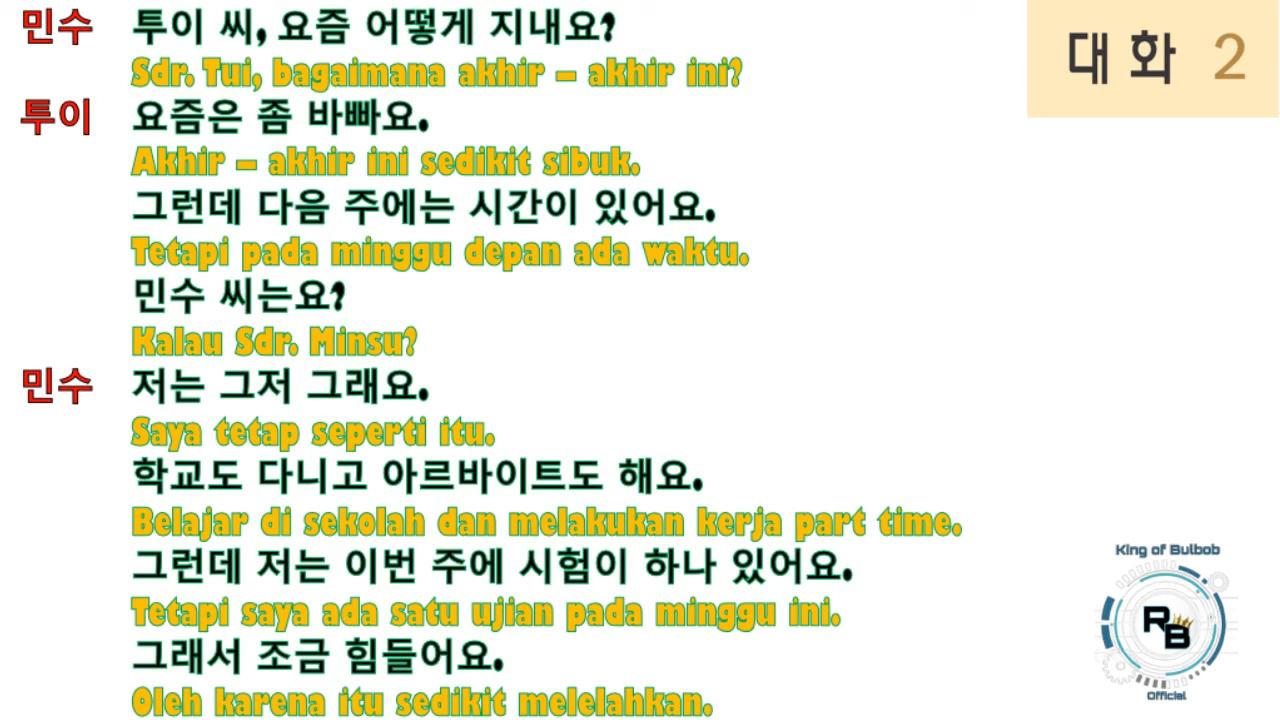 대화 2
민수 투이 씨, 요즘 어떻게 지내요?
Sdr. Tui, bagaimana akhir – akhir ini?
투이 요즘은 좀 바빠요.
Akhir – akhir ini sedikit sibuk.
그런데 다음 주에는 시간이 있어요.
Tetapi pada minggu depan ada waktu.
민수 씨는요?
Kalau Sdr. Minsu?
민수 저는 그저 그래요.
Saya tetap seperti itu.
학교도 다니고 아르바이트도 해요.
Belajar di sekolah dan melakukan kerja part time.
그런데 저는 이번 주에 시험이 하나 있어요.
Tetapi saya ada satu ujian pada minggu ini.
그래서 조금 힘들어요.
Oleh karena itu sedikit melelahkan.
King of Bulbob
RB
Official